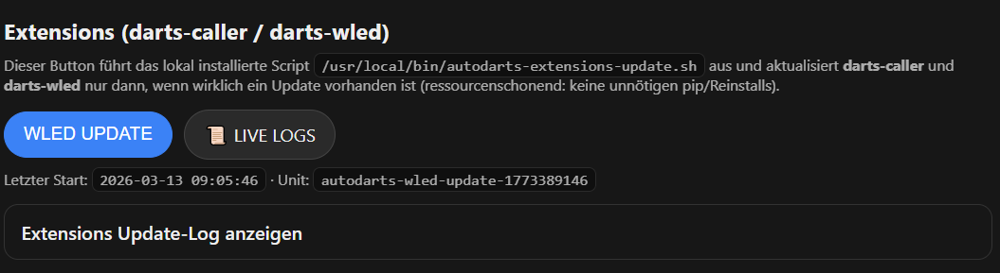 Extensions (darts-caller / darts-wled)
Dieser Button führt das lokal installierte Script /usr/local/bin/autodarts-extensions-update.sh aus und aktualisiert darts-caller und
darts-wled nur dann, wenn wirklich ein Update vorhanden ist (ressourcenschonend: keine unnötigen pip/Reinstalls).
WLED UPDATE 📜 LIVE LOGS
Letzter Start: 2026-03-13 09:05:46 · Unit: autodarts-wled-update-1773389146
Extensions Update-Log anzeigen